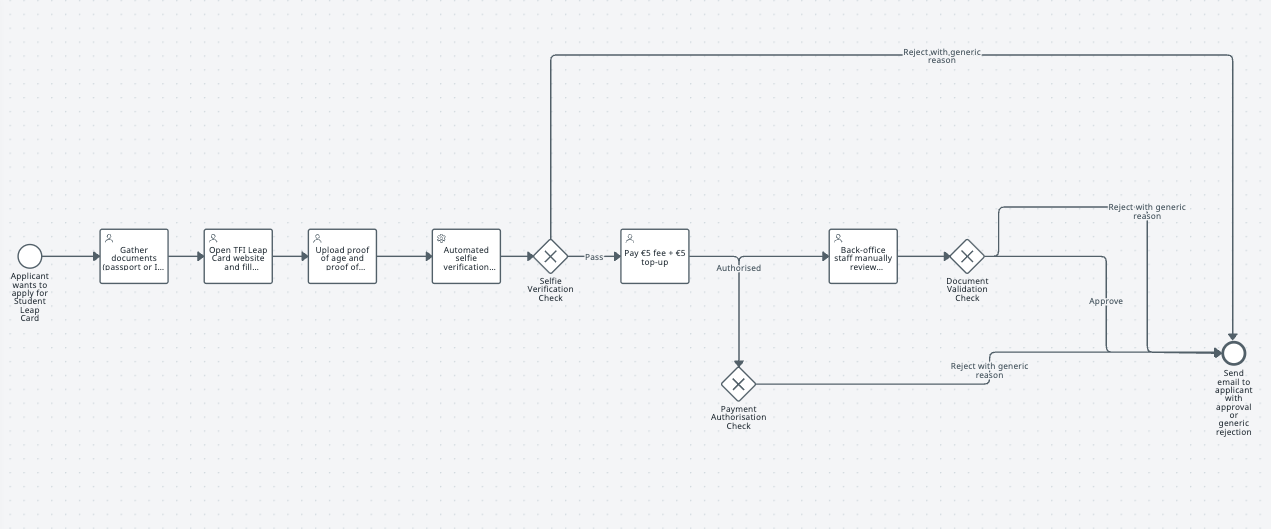 Reject with generic
reason
Applicant
wants to
apply for
Student
Leap
Card
Gather
documents
(passport or I...
Open TFI Leap
Card website
and fill...
Upload proof
of age and
proof of...
Automated
selfie
verification...
Selfie
Verification
Check
Pass
Pay €5 fee + €5
top-up
Authorised
Back-office
staff manually
review...
Document
Validation
Check
Reject with generic
reason
Approve
Payment
Authorisation
Check
Reject with generic
reason
Send
email to
applicant
with
approval
or
generic
rejection